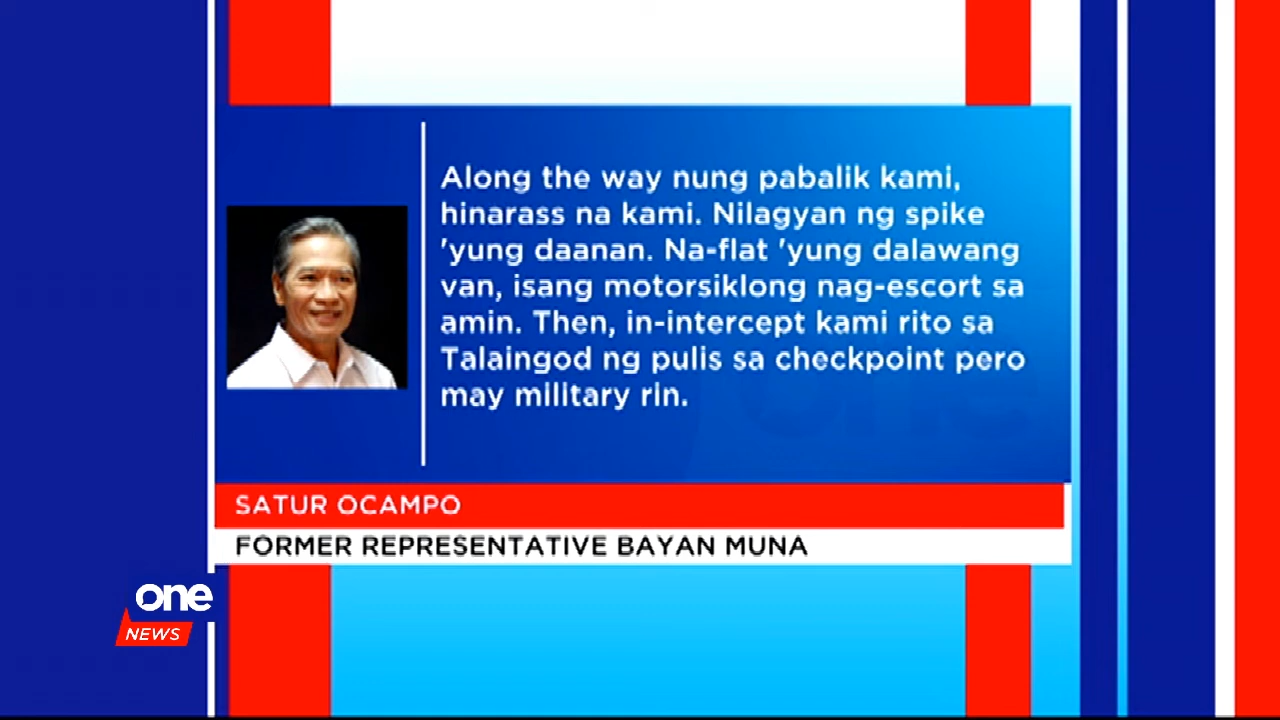 Along the way nung pabalik kami,
hinarass na kami. Nilagyan ng spike
'yung daanan. Na-flat 'yung dalawang
van, isang motorsiklong nag-escort sa
amin. Then, in-intercept kami rito sa
Talaingod ng pulis sa checkpoint pero
may military rin.
SATUR OCAMPO
FORMER REPRESENTATIVE BAYAN MUNA
one
NEWS